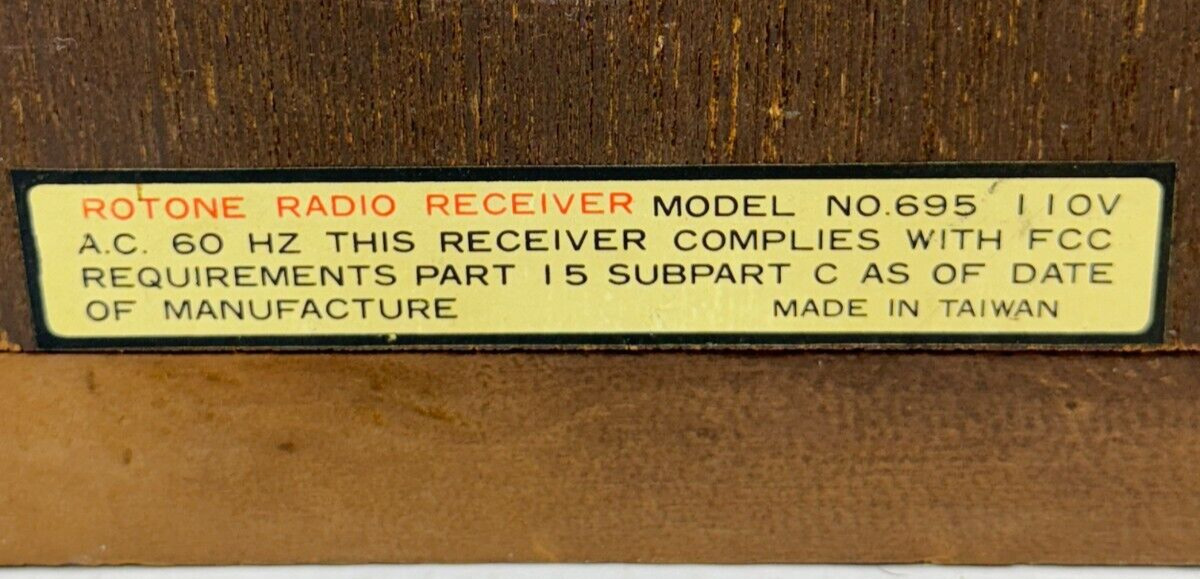 ROTONE RADIO RECEIVER MODEL NO.695 110V
A.C. 60 HZ THIS RECEIVER COMPLIES WITH FCC
REQUIREMENTS PART 15 SUBPART C AS OF DATE
OF MANUFACTURE MADE IN TAIWAN